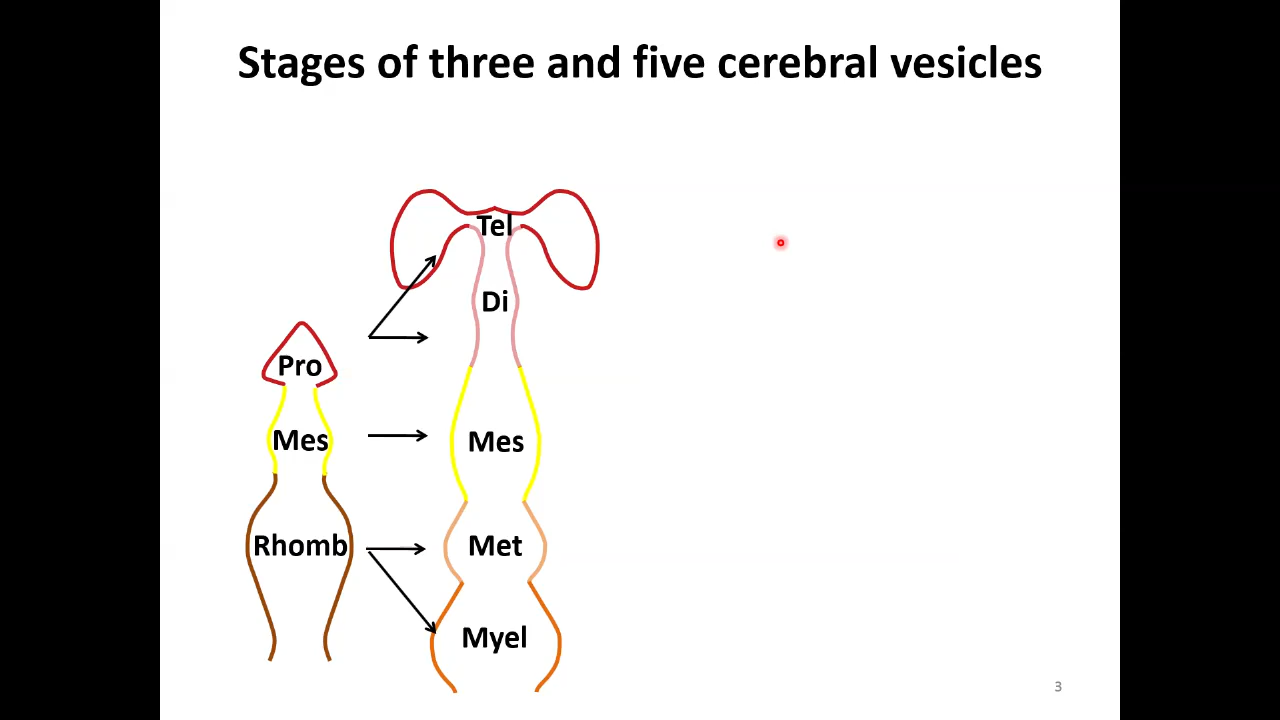 Stages of three and five cerebral vesicles
Tel
Di
Pro
Mes
Mes
Rhomb
Met
Myel
3